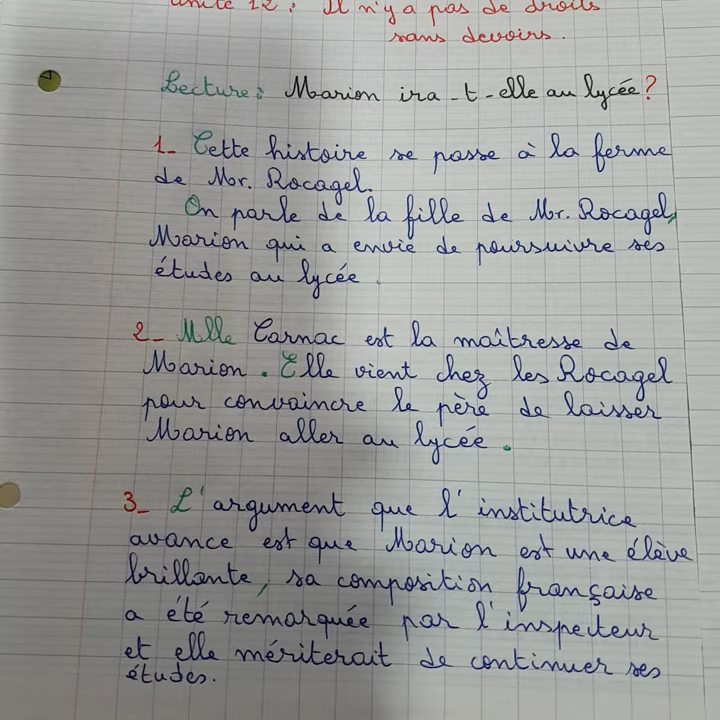 Unité 12 : Il n'y a pas de droits
sans devoirs.
Lecture : Marion ira-t-elle au lycée ?
1- Cette histoire se passe à la ferme
de Mr. Rocagel.
On parle de la fille de Mr. Rocagel,
Marion qui a envie de poursuivre ses
études au lycée.
2- Mlle Carnac est la maîtresse de
Marion. Elle vient chez les Rocagel
pour convaincre le père de laisser
Marion aller au lycée.
3- L'argument que l'institutrice
avance est que Marion est une élève
brillante, sa composition française
a été remarquée par l'inspecteur
et elle mériterait de continuer ses
études.